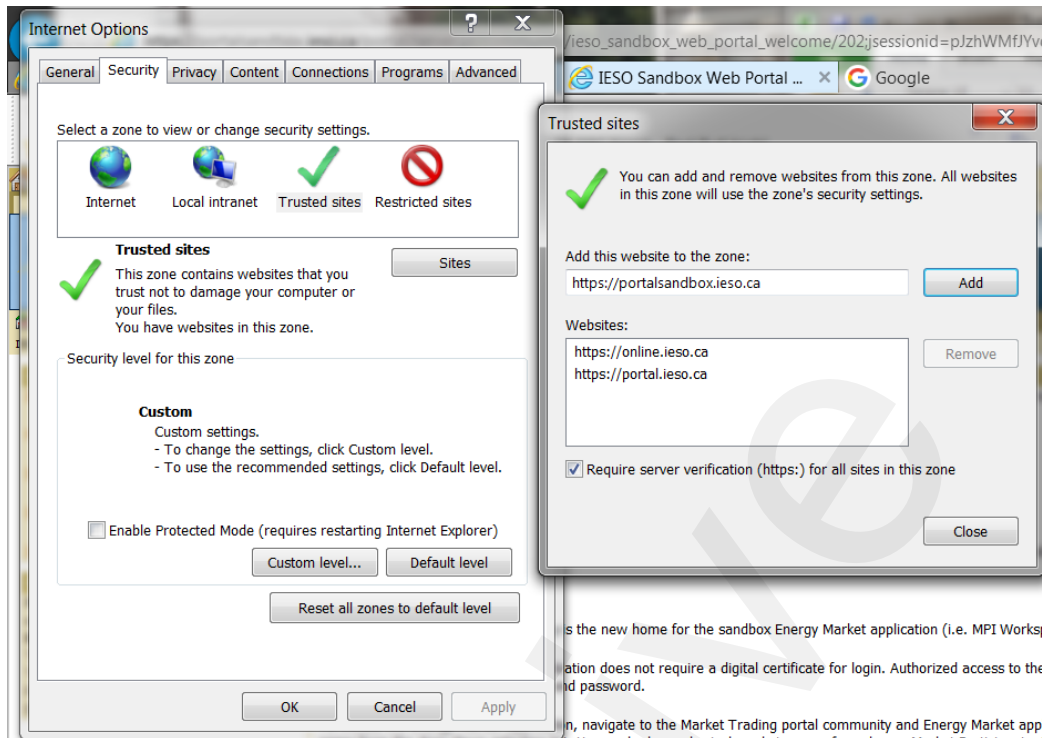 Internet Options
?
X
General Security Privacy Content Connections Programs Advanced
Select a zone to view or change security settings.
Internet
Local intranet
Trusted sites
Restricted sites
Trusted sites
This zone contains websites that you
trust not to damage your computer or
your files.
You have websites in this zone.
Sites
Security level for this zone
Custom
Custom settings.
- To change the settings, click Custom level.
- To use the recommended settings, click Default level.
Enable Protected Mode (requires restarting Internet Explorer)
Custom level...
Default level
Reset all zones to default level
OK
Cancel
Apply
/ieso_sandbox_web_portal_welcome/202;jsessionid=pJzhWMfJYv
IESO Sandbox Web Portal ...
×
Google
Trusted sites
X
You can add and remove websites from this zone. All websites
in this zone will use the zone's security settings.
Add this website to the zone:
https://portalsandbox.ieso.ca
Add
Websites:
https://online.ieso.ca
https://portal.ieso.ca
Remove
Require server verification (https:) for all sites in this zone
Close
s the new home for the sandbox Energy Market application (i.e. MPI Works
ation does not require a digital certificate for login. Authorized access to the
nd password.
n, navigate to the Market Trading portal community and Energy Market app